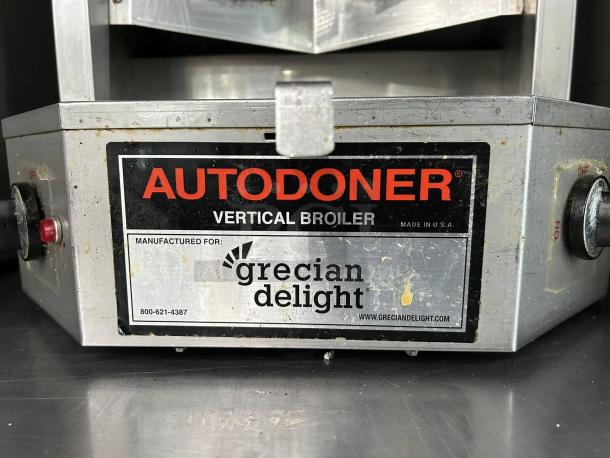 AUTODONER®
VERTICAL BROILER
MADE IN U.S.A.
MANUFACTURED FOR:
grecian
delight
800-621-4387
WWW.GRECIANDELIGHT.COM